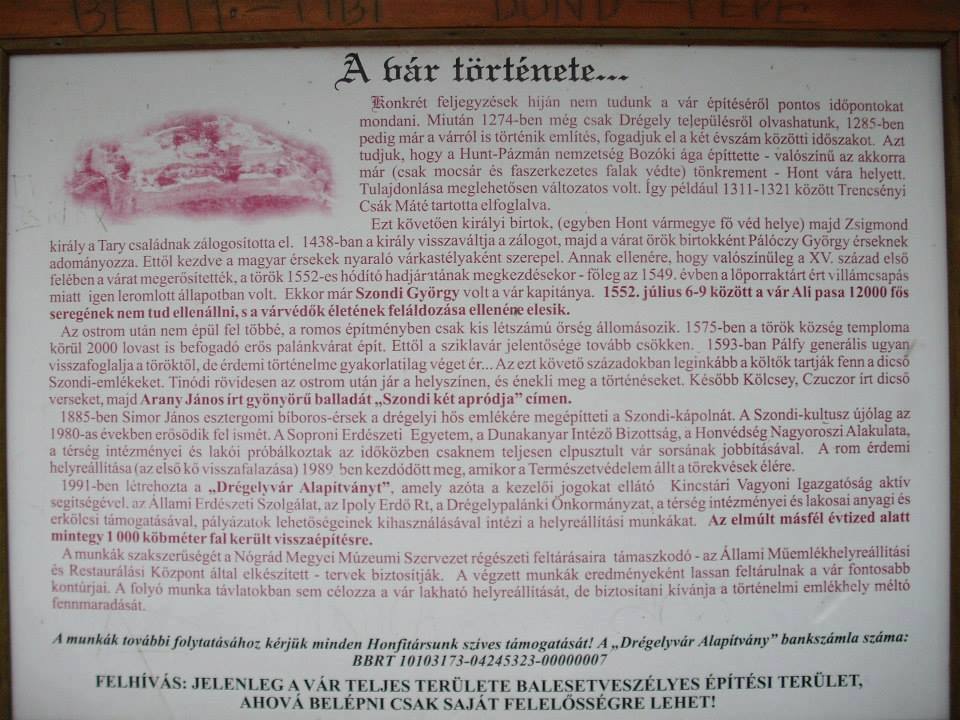 BETTI - TIBI DONO - PEPE
A vár története...
Konkrét feljegyzések híján nem tudunk a vár építéséről pontos időpontokat
mondani. Miután 1274-ben még csak Drégely településről olvashatunk, 1285-ben
pedig már a várról is történik említés, fogadjuk el a két évszám közötti időszakot. Azt
tudjuk, hogy a Hunt-Pázmán nemzetség Bozóki ága építtette - valószínű az akkorra
már (csak mocsár és faszerkezetes falak védte) tönkrement - Hont vára helyett.
Tulajdonlása meglehetősen változatos volt. Így például 1311-1321 között Trencsényi
Csák Máté tartotta elfoglalva.
Ezt követően királyi birtok, (egyben Hont vármegye fő véd helye) majd Zsigmond
király a Tary családnak zálogosította el. 1438-ban a király visszaváltja a zálogot, majd a várat örök birtokként Pálóczy György érseknek
adományozza. Ettől kezdve a magyar érsekek nyaraló várkastélyaként szerepel. Annak ellenére, hogy valószínűleg a XV. század első
felében a várat megerősítették, a török 1552-es hódító hadjáratának megkezdésekor - főleg az 1549. évben a lőporraktárt ért villámcsapás
miatt igen leromlott állapotban volt. Ekkor már Szondi György volt a vár kapitánya. 1552. július 6-9 között a vár Ali pasa 12000 fős
seregének nem tud ellenállni, s a várvédők életének feláldozása ellenére elesik.
Az ostrom után nem épül fel többé, a romos építményben csak kis létszámú őrség állomásozik. 1575-ben a török község temploma
körül 2000 lovast is befogadó erős palánkvárat épít. Ettől a sziklavár jelentősége tovább csökken. 1593-ban Pálfy generális ugyan
visszafoglalja a töröktől, de érdemi történelme gyakorlatilag véget ér... Az ezt követő századokban leginkább a költők tartják fenn a dicső
Szondi-emlékeket. Tinódi rövidesen az ostrom után jár a helyszínen, és énekli meg a történéseket. Később Kölcsey, Czuczor írt dicső
verseket, majd Arany János írt gyönyörű balladát „Szondi két apródja” címen.
1885-ben Simor János esztergomi bíboros-érsek a drégelyi hős emlékére megépítteti a Szondi-kápolnát. A Szondi-kultusz újólag az
1980-as években erősödik fel ismét. A Soproni Erdészeti Egyetem, a Dunakanyar Intéző Bizottság, a Honvédség Nagyoroszi Alakulata,
a térség intézményei és lakói próbálkoztak az időközben csaknem teljesen elpusztult vár sorsának jobbításával. A rom érdemi
helyreállítása (az első kő visszafalazása) 1989 ben kezdődött meg, amikor a Természetvédelem állt a törekvések élére.
1991-ben létrehozta a „Drégelyvár Alapítványt”, amely azóta a kezelői jogokat ellátó Kincstári Vagyoni Igazgatóság aktív
segítségével, az Állami Erdészeti Szolgálat, az Ipoly Erdő Rt, a Drégelypalánki Önkormányzat, a térség intézményei és lakosai anyagi és
erkölcsi támogatásával, pályázatok lehetőségeinek kihasználásával intézi a helyreállítási munkákat. Az elmúlt másfél évtized alatt
mintegy 1 000 köbméter fal került visszaépítésre.
A munkák szakszerűségét a Nógrád Megyei Múzeumi Szervezet régészeti feltárásaira támaszkodó - az Állami Műemlékhelyreállítási
és Restaurálási Központ által elkészített - tervek biztosítják. A végzett munkák eredményeként lassan feltárulnak a vár fontosabb
kontúrjai. A folyó munka távlatokban sem célozza a vár lakható helyreállítását, de biztosítani kívánja a történelmi emlékhely méltó
fennmaradását.
A munkák további folytatásához kérjük minden Honfitársunk szíves támogatását! A „Drégelyvár Alapítvány” bankszámla száma:
BBRT 10103173-04245323-00000007
FELHÍVÁS: JELENLEG A VÁR TELJES TERÜLETE BALESETVESZÉLYES ÉPÍTÉSI TERÜLET,
AHOVÁ BELÉPNI CSAK SAJÁT FELELŐSSÉGRE LEHET!